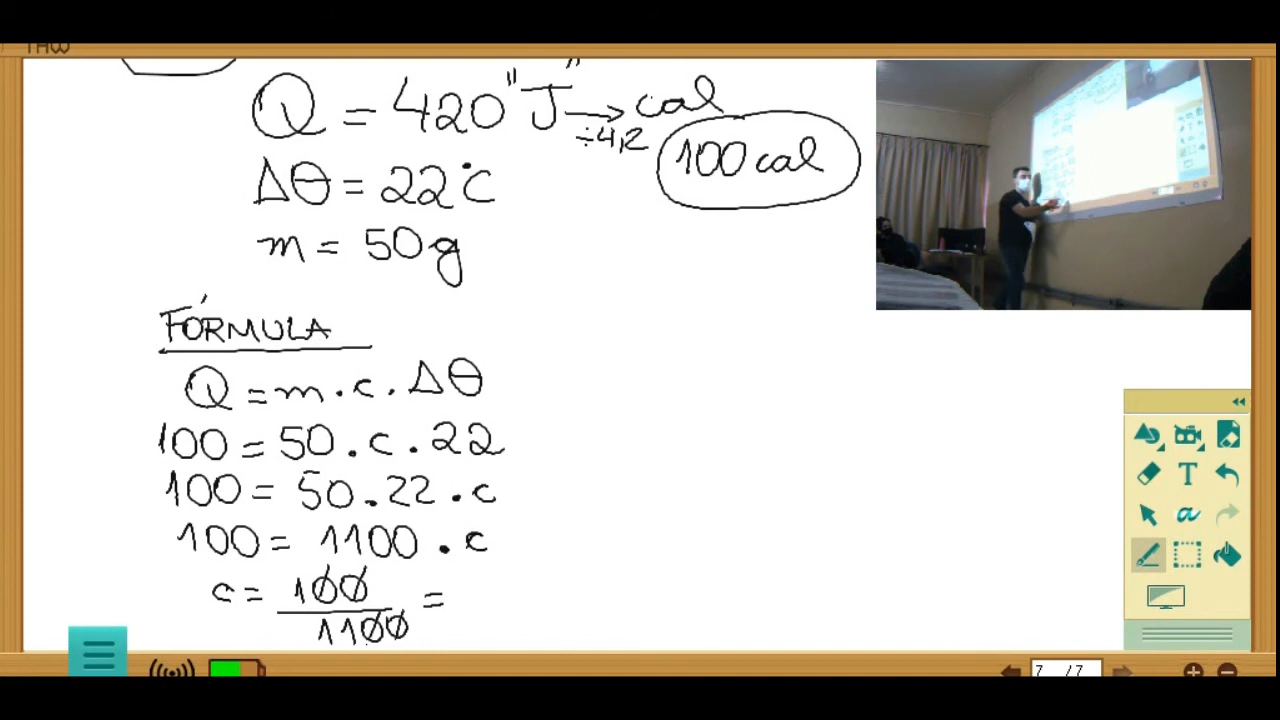 Q = 420 "J" → cal
÷4,2
100 cal
Δθ = 22°C
m = 50g
FÓRMULA
Q = m . c . Δθ
100 = 50 . c . 22
100 = 50 . 22 . c
100 = 1100 . c
c = 100/1100 =
7 /7